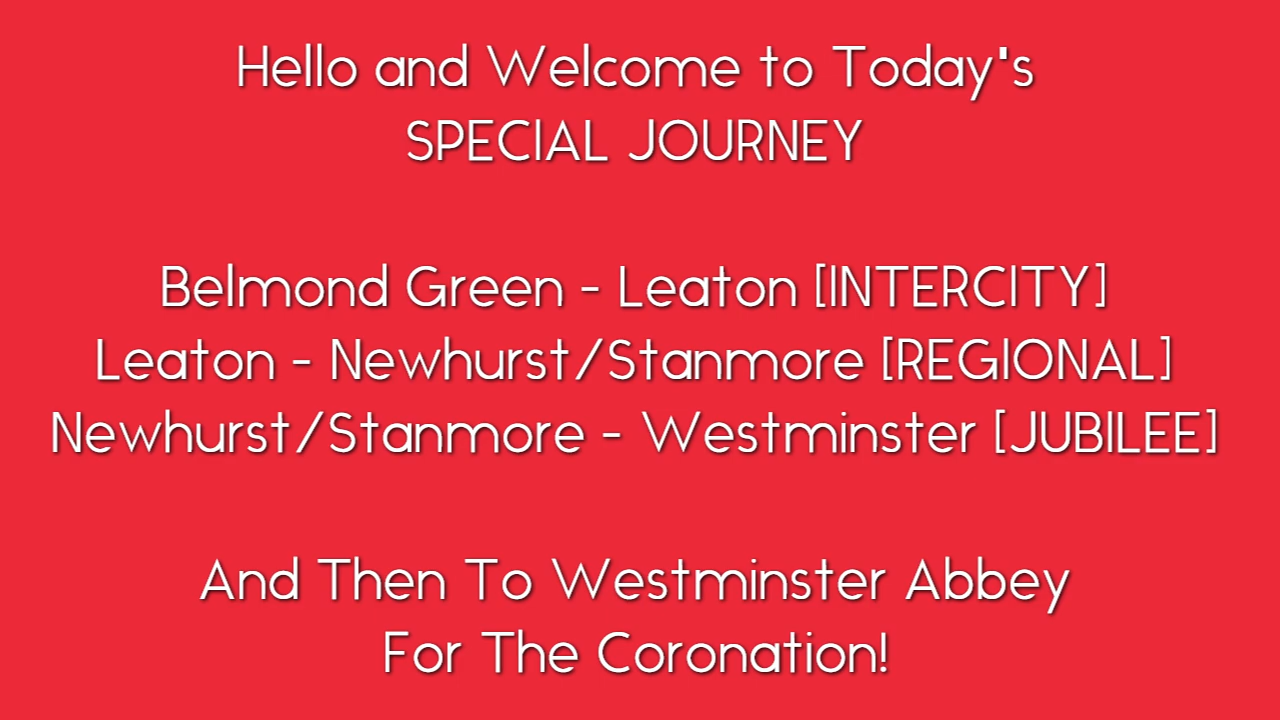 Hello and Welcome to Today's
SPECIAL JOURNEY
Belmond Green - Leaton [INTERCITY]
Leaton - Newhurst/Stanmore [REGIONAL]
Newhurst/Stanmore - Westminster [JUBILEE]
And Then To Westminster Abbey
For The Coronation!